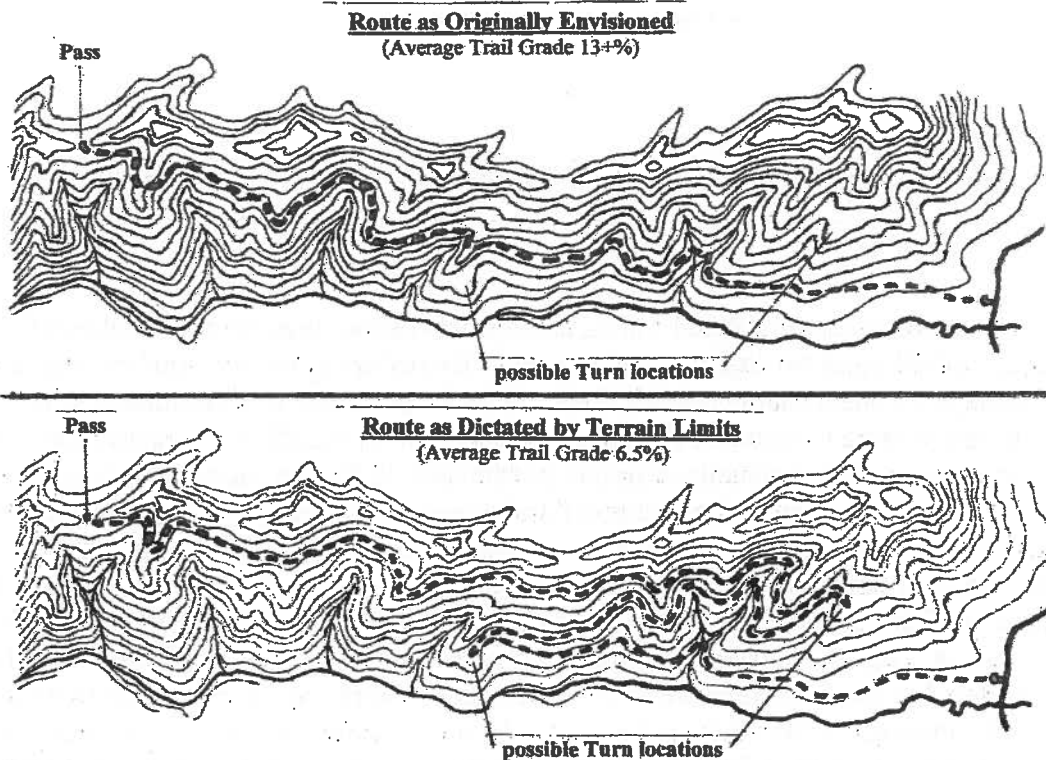 Route as Originally Envisioned
(Average Trail Grade 13+%)
Pass
possible Turn locations
Route as Dictated by Terrain Limits
(Average Trail Grade 6.5%)
Pass
possible Turn locations